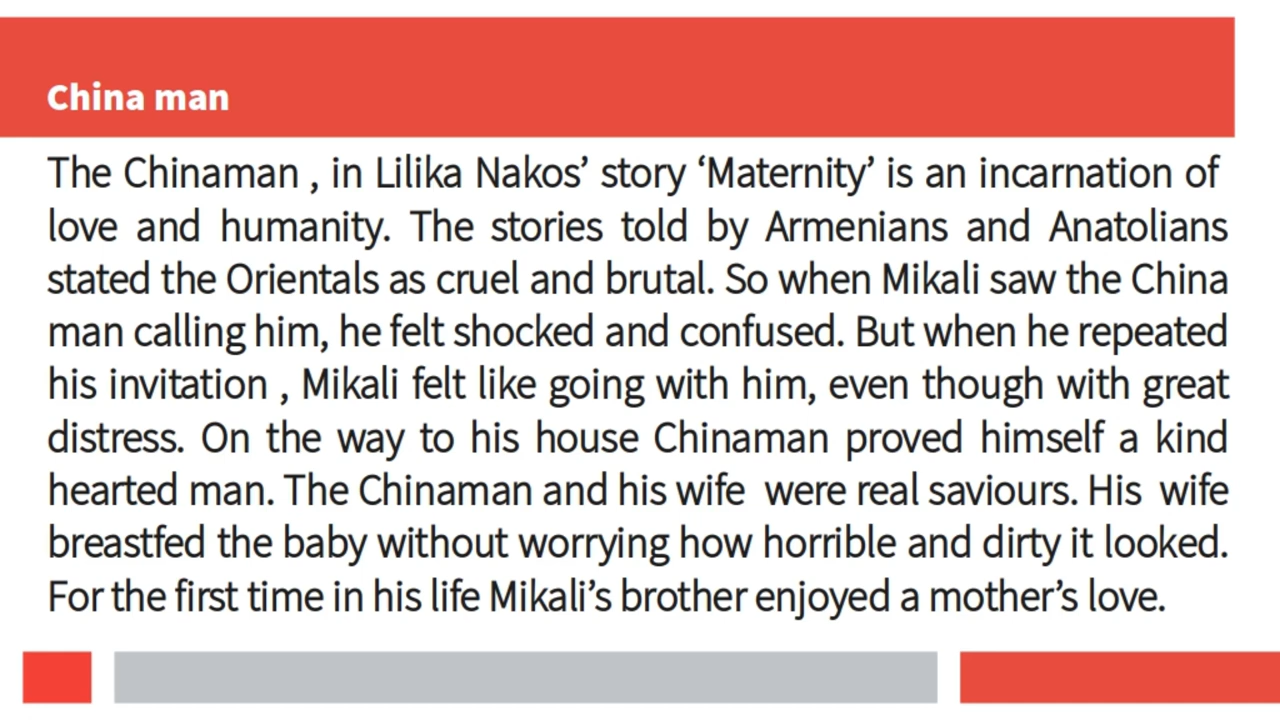 China man
The Chinaman , in Lilika Nakos’ story ‘Maternity’ is an incarnation of
love and humanity. The stories told by Armenians and Anatolians
stated the Orientals as cruel and brutal. So when Mikali saw the China
man calling him, he felt shocked and confused. But when he repeated
his invitation , Mikali felt like going with him, even though with great
distress. On the way to his house Chinaman proved himself a kind
hearted man. The Chinaman and his wife were real saviours. His wife
breastfed the baby without worrying how horrible and dirty it looked.
For the first time in his life Mikali’s brother enjoyed a mother’s love.